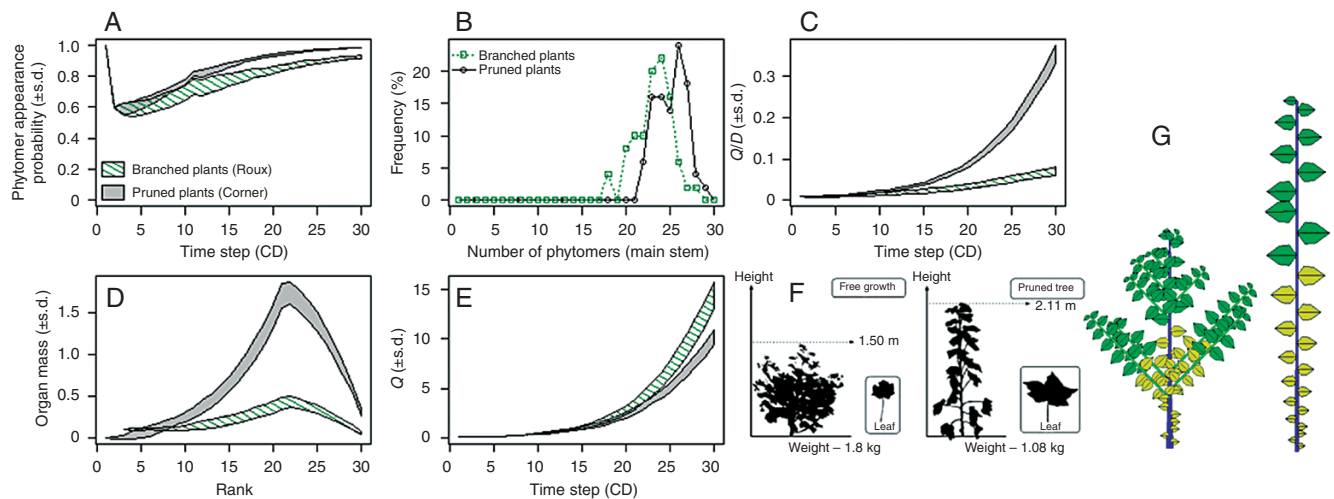 A
Phytomer appearance
probability (±s.d.)
1.0
0.8
0.6
0.4
0.2
0
Branched plants (Roux)
Pruned plants (Corner)
0 5 10 15 20 25 30
Time step (CD)
B
Frequency (%)
20
15
10
5
0
Branched plants
Pruned plants
0 5 10 15 20 25 30
Number of phytomers (main stem)
C
Q/D (±s.d.)
0.3
0.2
0.1
0
0 5 10 15 20 25 30
Time step (CD)
D
Organ mass (±s.d.)
1.5
1.0
0.5
0
0 5 10 15 20 25 30
Rank
E
Q (±s.d.)
15
10
5
0
0 5 10 15 20 25 30
Time step (CD)
F
Height
Free growth
1.50 m
Leaf
Weight – 1.8 kg
Height
Pruned tree
2.11 m
Leaf
Weight – 1.08 kg
G